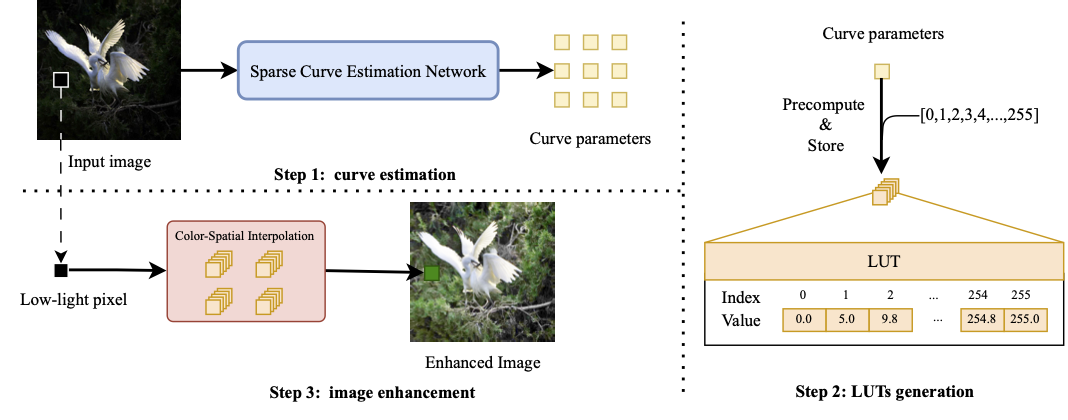 Sparse Curve Estimation Network
Curve parameters
Input image
Step 1: curve estimation
Color-Spatial Interpolation
Low-light pixel
Enhanced Image
Step 3: image enhancement
Curve parameters
Precompute
&
Store
[0,1,2,3,4,...,255]
LUT
Index 0 1 2 ... 254 255
Value 0.0 5.0 9.8 ... 254.8 255.0
Step 2: LUTs generation